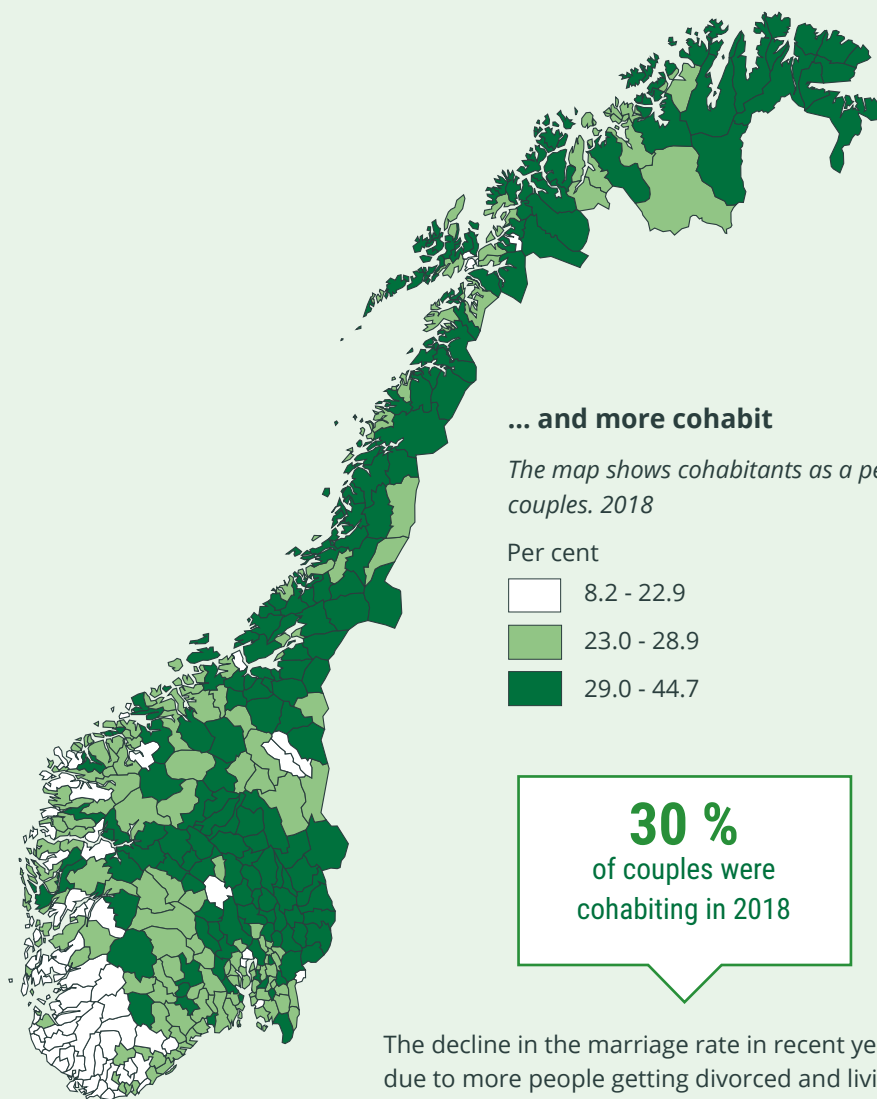 ... and more cohabit
The map shows cohabitants as a pe
couples. 2018
Per cent
8.2 - 22.9
23.0 - 28.9
29.0 - 44.7
30 %
of couples were
cohabiting in 2018
The decline in the marriage rate in recent ye
due to more people getting divorced and livi